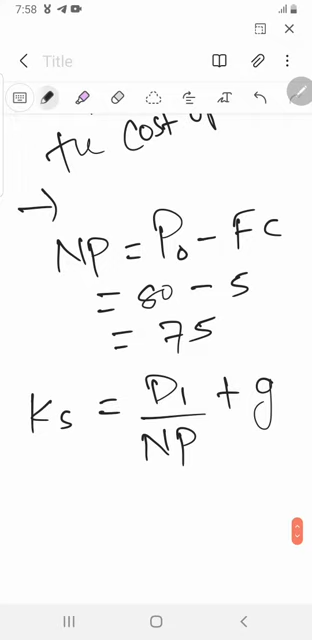 7:58
Title
the cost of
→
NP = P₀ - FC
= 80 - 5
= 75
Ks = D₁/NP + g